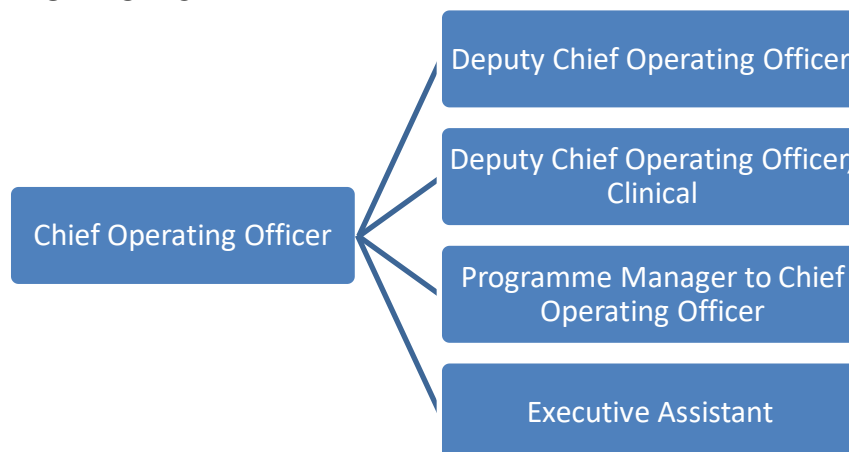 Deputy Chief Operating Officer
Deputy Chief Operating Officer,
Clinical
Chief Operating Officer
Programme Manager to Chief
Operating Officer
Executive Assistant